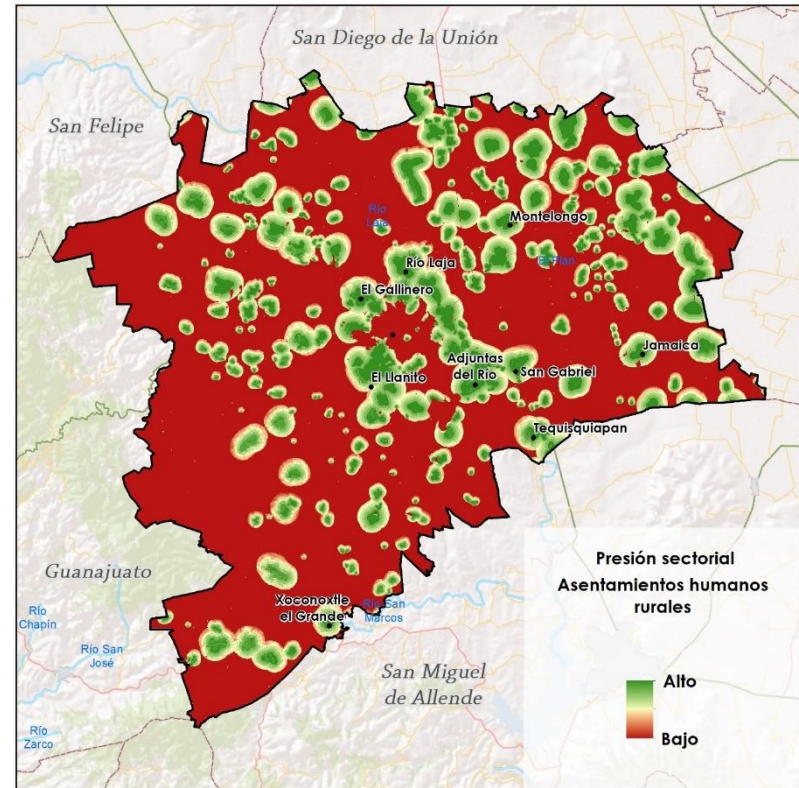 San Diego de la Unión
San Felipe
Río
Laja
Montelongo
El Plan
Río Laja
El Gallinero
Jamaica
Adjuntas
del Río
San Gabriel
El Llanito
Tequisquiapan
Presión sectorial
Asentamientos humanos
rurales
Guanajuato
Xoconoxtle
el Grande
Río San
Marcos
Río
Chapín
Río San
José
San Miguel
de Allende
Alto
Bajo
Río
Zarco